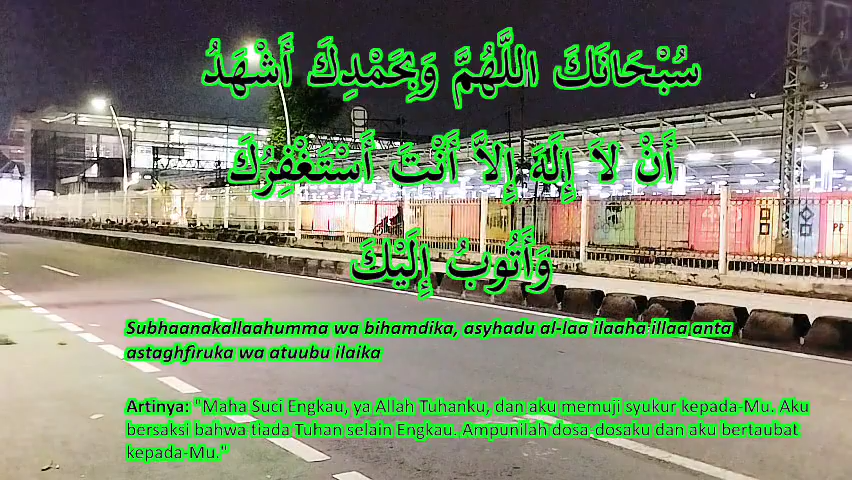 سُبْحَانَكَ اللَّهُمَّ وَبِحَمْدِكَ أَشْهَدُ
أَنْ لاَ إِلَهَ إِلاَّ أَنْتَ أَسْتَغْفِرُكَ
وَأَتُوبُ إِلَيْكَ
Subhaanakallaahumma wa bihamdika, asyhadu al-laa ilaaha illaa anta
astaghfiruka wa atuubu ilaika
Artinya: "Maha Suci Engkau, ya Allah Tuhanku, dan aku memuji syukur kepada-Mu. Aku
bersaksi bahwa tiada Tuhan selain Engkau. Ampunilah dosa-dosaku dan aku bertaubat
kepada-Mu."